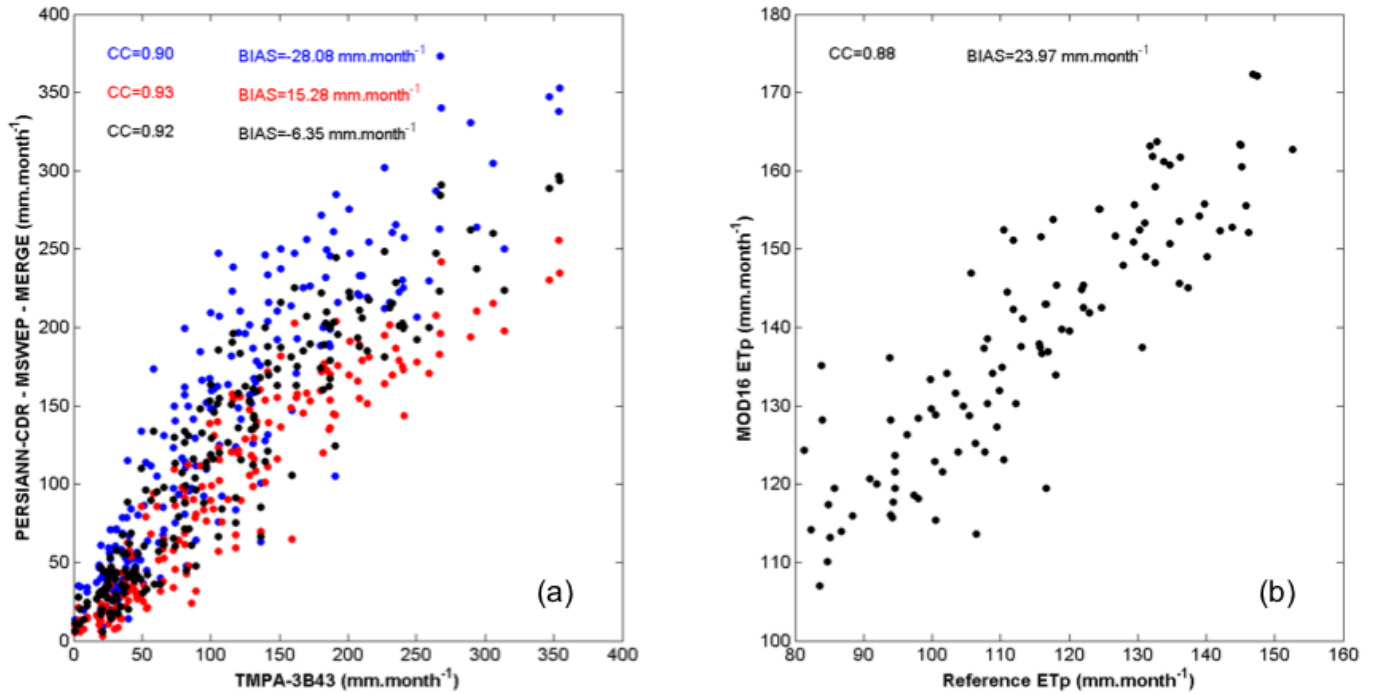 CC=0.90 BIAS=-28.08 mm.month⁻¹
CC=0.93 BIAS=15.28 mm.month⁻¹
CC=0.92 BIAS=-6.35 mm.month⁻¹
400
350
300
250
200
150
100
50
0
PERSIANN-CDR - MSWEP - MERGE (mm.month⁻¹)
0 50 100 150 200 250 300 350 400
TMPA-3B43 (mm.month⁻¹)
(a)
CC=0.88 BIAS=23.97 mm.month⁻¹
180
170
160
150
140
130
120
110
100
MOD16 ETp (mm.month⁻¹)
80 90 100 110 120 130 140 150 160
Reference ETp (mm.month⁻¹)
(b)